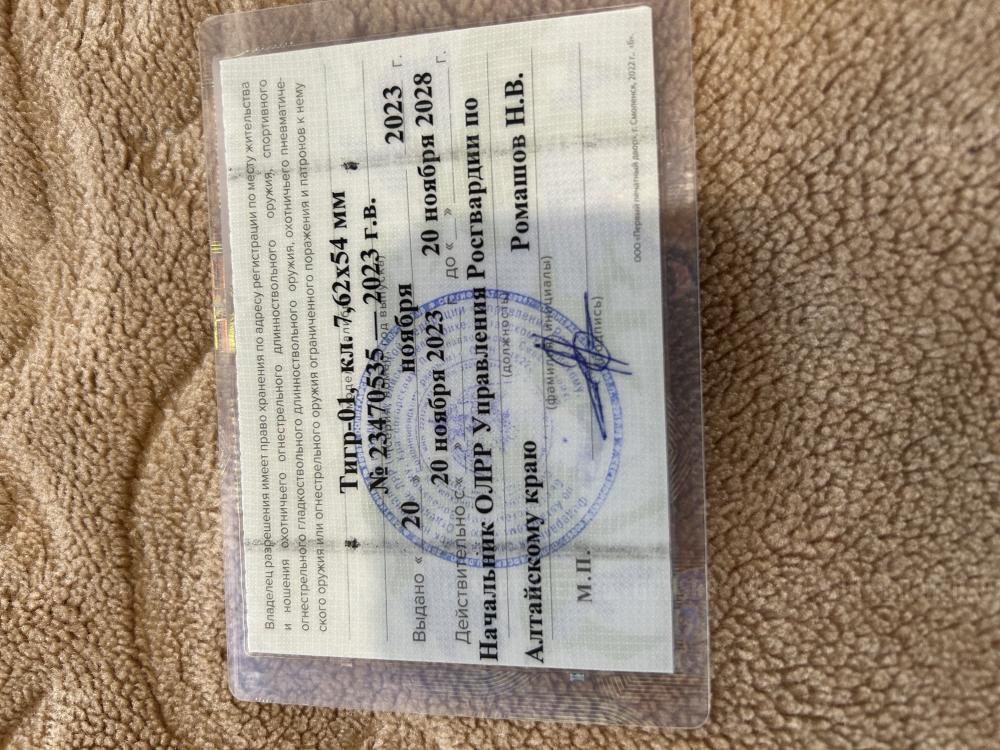 Владелец разрешения имеет право хранения по адресу регистрации по месту жительства
и ношения охотничьего огнестрельного длинноствольного оружия, спортивного
огнестрельного гладкоствольного длинноствольного оружия, охотничьего пневматиче-
ского оружия или огнестрельного оружия ограниченного поражения и патронов к нему
Тигр-01, кл. 7,62х54 мм
№ 23470535 2023 г.в.
Выдано « 20 ноября 2023 г.
20 ноября 2023 20 ноября 2028
Действительно с « » до « » г.
Начальник ОЛРР Управления Росгвардии по
(должность)
Алтайскому краю Ромашов Н.В.
(фамилия, инициалы)
М.П. (подпись)
ООО «Первый печатный двор», г. Смоленск, 2022 г., «Б».